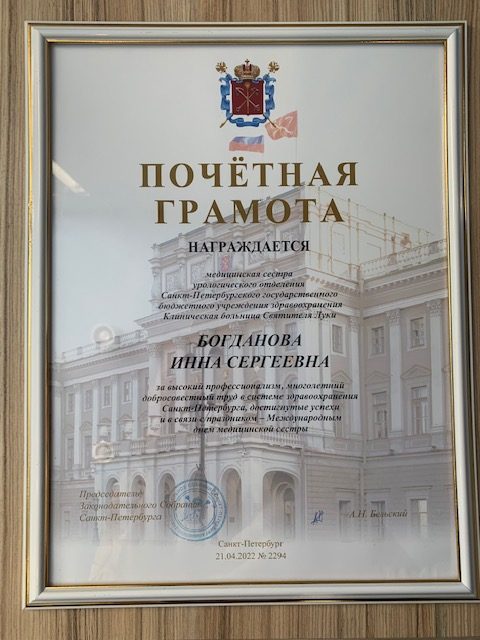 ПОЧЁТНАЯ
ГРАМОТА
НАГРАЖДАЕТСЯ
медицинская сестра
урологического отделения
Санкт-Петербургского государственного
бюджетного учреждения здравоохранения
Клиническая больница Святителя Луки
БОГДАНОВА
ИННА СЕРГЕЕВНА
за высокий профессионализм, многолетний
добросовестный труд в системе здравоохранения
Санкт-Петербурга, достигнутые успехи
и в связи с праздником – Международным
днем медицинской сестры
Председатель
Законодательного Собрания
Санкт-Петербурга
А.Н. Бельский
Санкт-Петербург
21.04.2022 № 2294